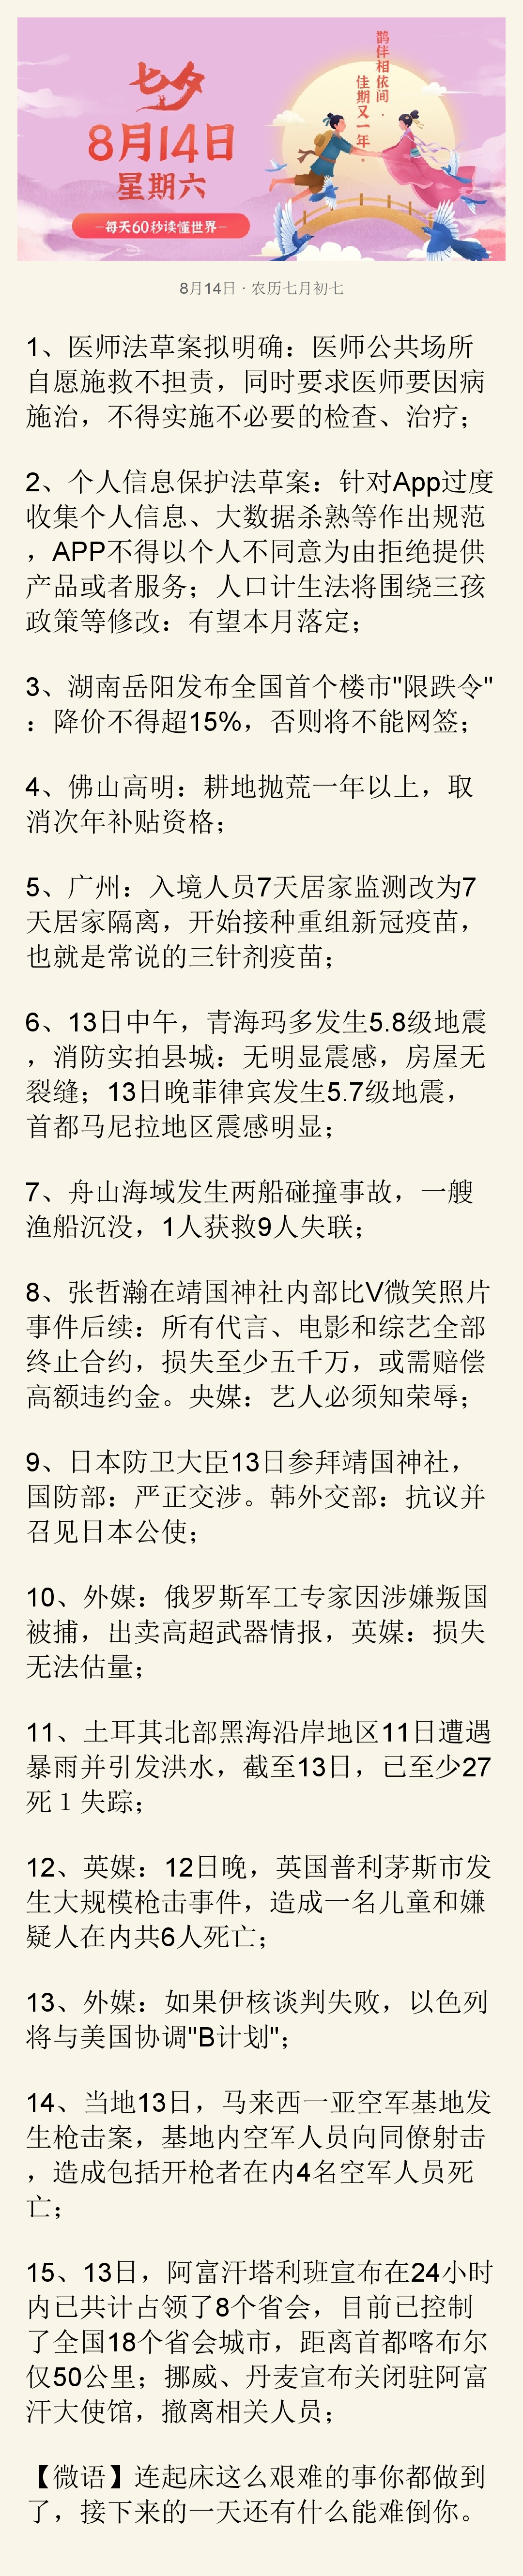 七夕
8月14日
星期六
—每天60秒读懂世界—
鹊伴相依间·
佳期又一年。
8月14日 · 农历七月初七
1、医师法草案拟明确：医师公共场所
自愿施救不担责，同时要求医师要因病
施治，不得实施不必要的检查、治疗；
2、个人信息保护法草案：针对App过度
收集个人信息、大数据杀熟等作出规范
，APP不得以个人不同意为由拒绝提供
产品或者服务；人口计生法将围绕三孩
政策等修改：有望本月落定；
3、湖南岳阳发布全国首个楼市"限跌令"
：降价不得超15%，否则将不能网签；
4、佛山高明：耕地抛荒一年以上，取
消次年补贴资格；
5、广州：入境人员7天居家监测改为7
天居家隔离，开始接种重组新冠疫苗，
也就是常说的三针剂疫苗；
6、13日中午，青海玛多发生5.8级地震
，消防实拍县城：无明显震感，房屋无
裂缝；13日晚菲律宾发生5.7级地震，
首都马尼拉地区震感明显；
7、舟山海域发生两船碰撞事故，一艘
渔船沉没，1人获救9人失联；
8、张哲瀚在靖国神社内部比V微笑照片
事件后续：所有代言、电影和综艺全部
终止合约，损失至少五千万，或需赔偿
高额违约金。央媒：艺人必须知荣辱；
9、日本防卫大臣13日参拜靖国神社，
国防部：严正交涉。韩外交部：抗议并
召见日本公使；
10、外媒：俄罗斯军工专家因涉嫌叛国
被捕，出卖高超武器情报，英媒：损失
无法估量；
11、土耳其北部黑海沿岸地区11日遭遇
暴雨并引发洪水，截至13日，已至少27
死１失踪；
12、英媒：12日晚，英国普利茅斯市发
生大规模枪击事件，造成一名儿童和嫌
疑人在内共6人死亡；
13、外媒：如果伊核谈判失败，以色列
将与美国协调"B计划"；
14、当地13日，马来西一亚空军基地发
生枪击案，基地内空军人员向同僚射击
，造成包括开枪者在内4名空军人员死
亡；
15、13日，阿富汗塔利班宣布在24小时
内已共计占领了8个省会，目前已控制
了全国18个省会城市，距离首都喀布尔
仅50公里；挪威、丹麦宣布关闭驻阿富
汗大使馆，撤离相关人员；
【微语】连起床这么艰难的事你都做到
了，接下来的一天还有什么能难倒你。